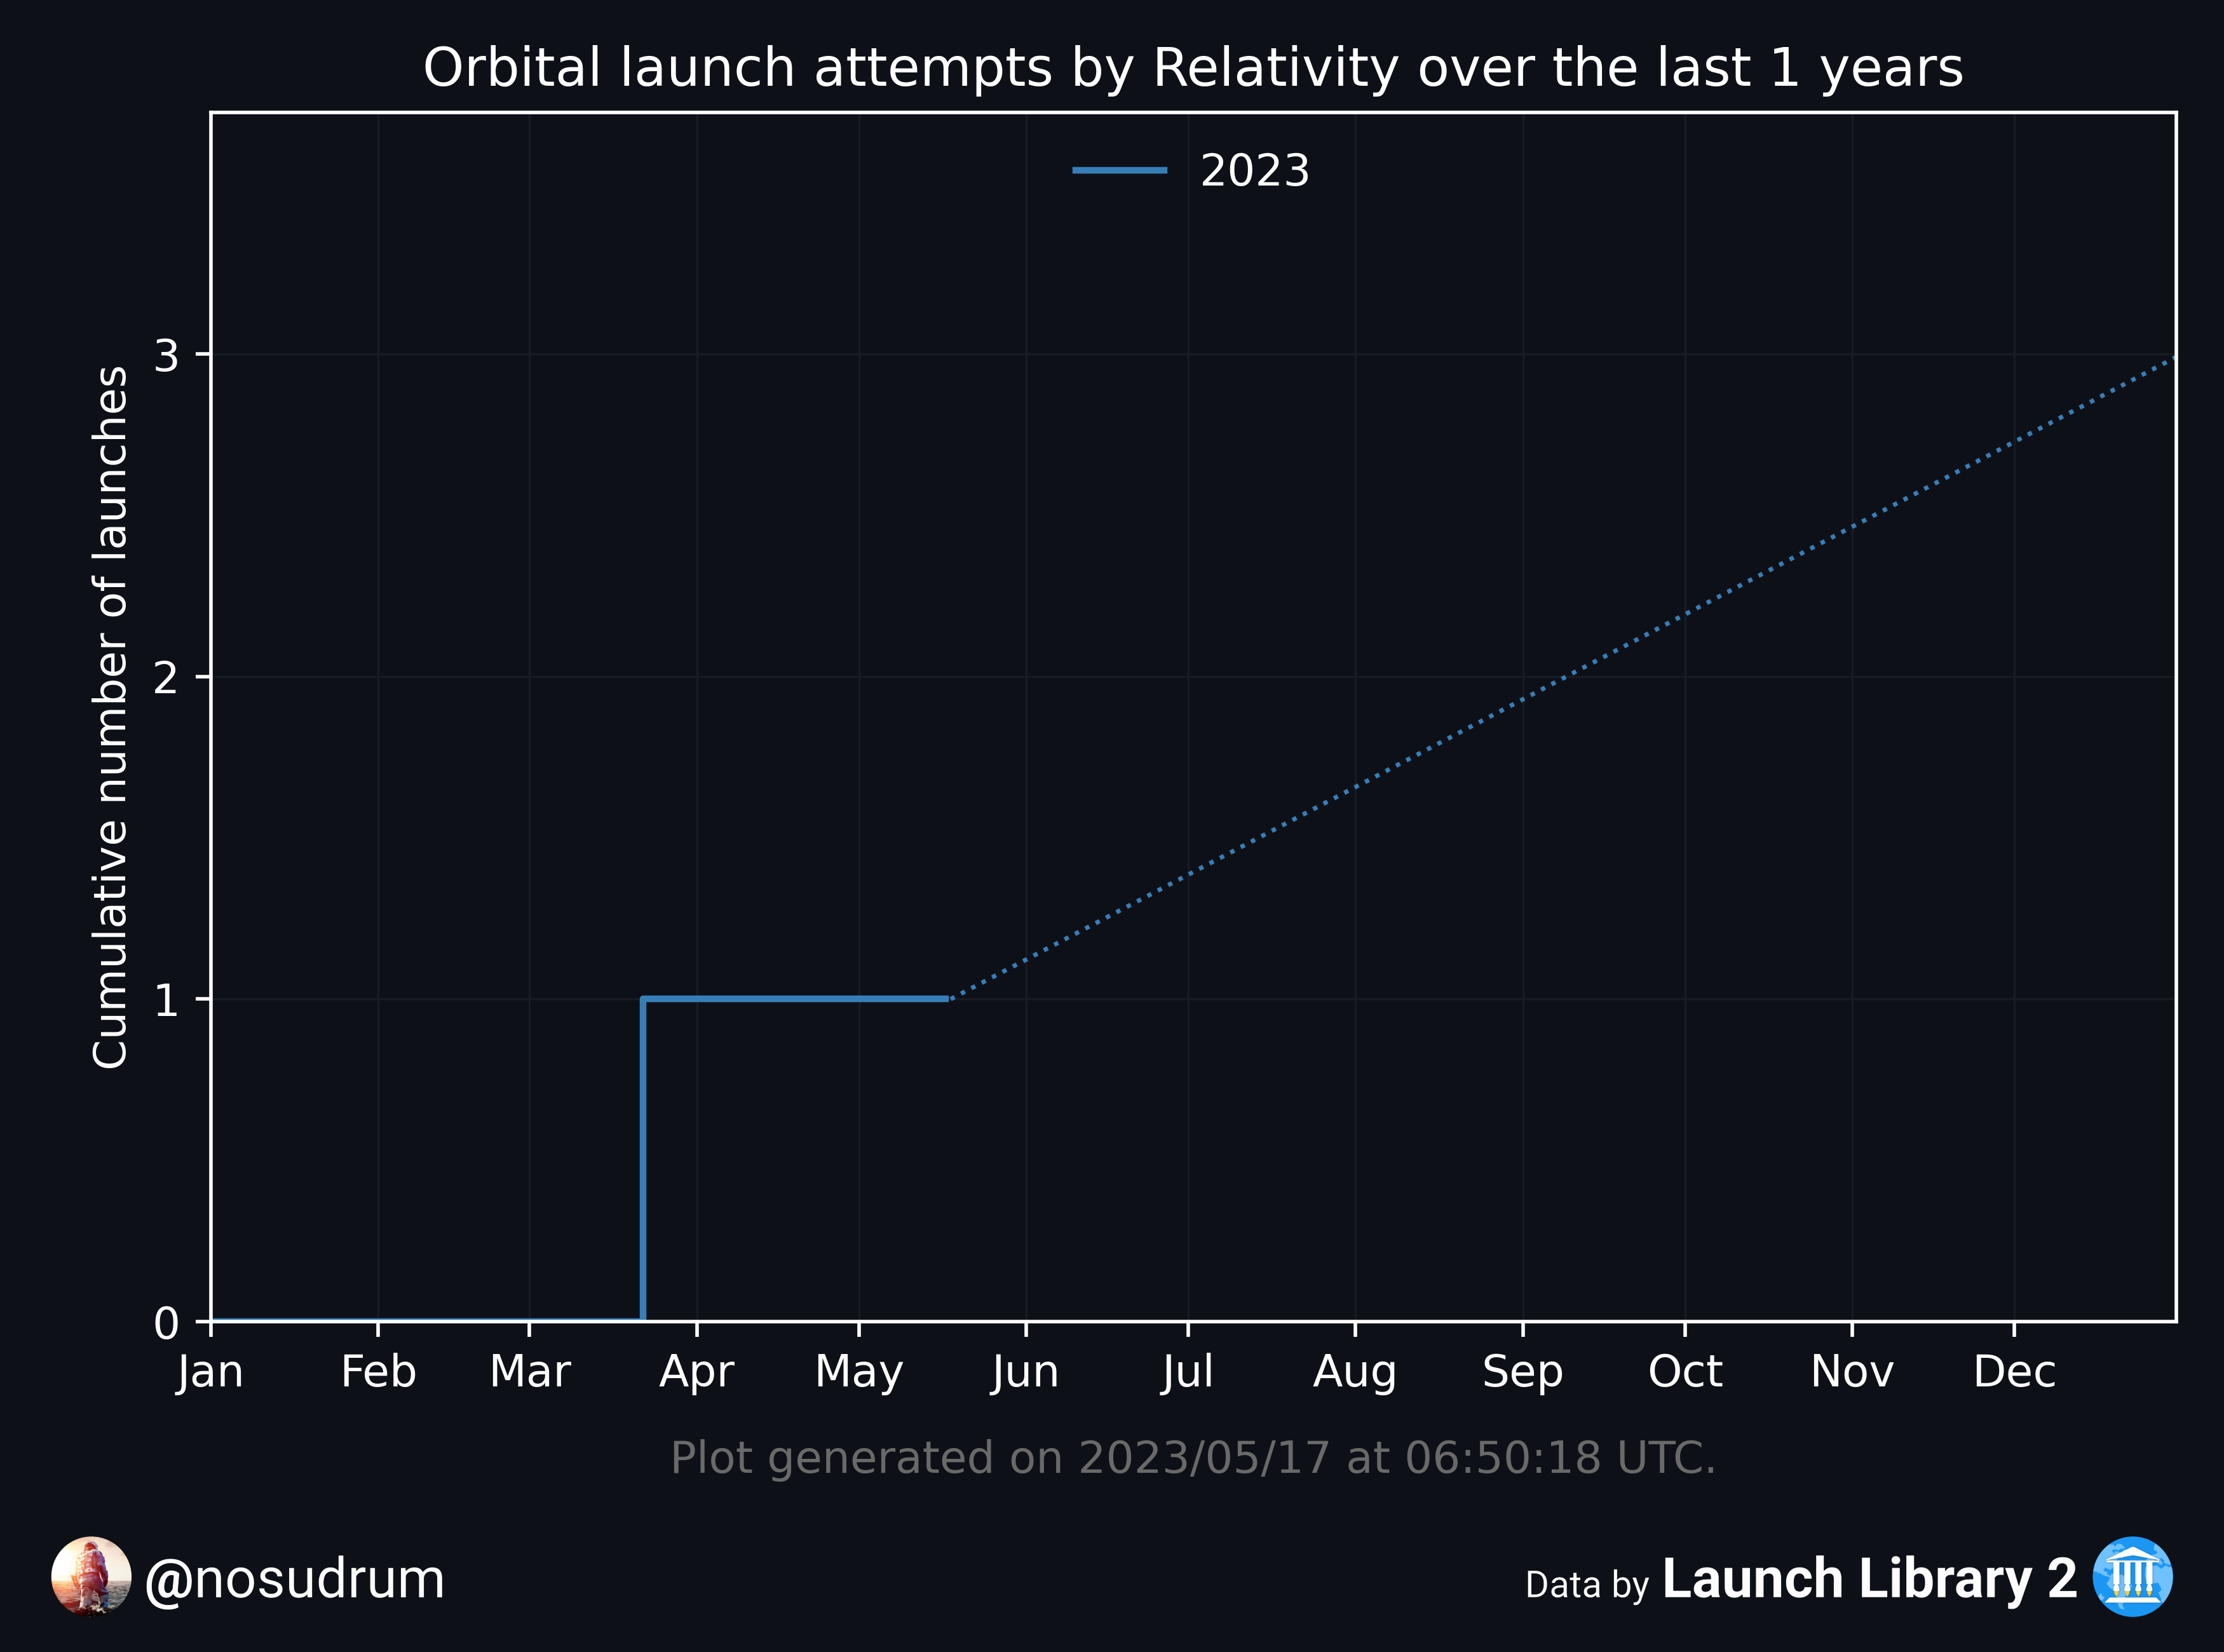 Orbital launch attempts by Relativity over the last 1 years
2023
Cumulative number of launches
3
2
1
0
Jan Feb Mar Apr May Jun Jul Aug Sep Oct Nov Dec
Plot generated on 2023/05/17 at 06:50:18 UTC.
@nosudrum
Data by Launch Library 2